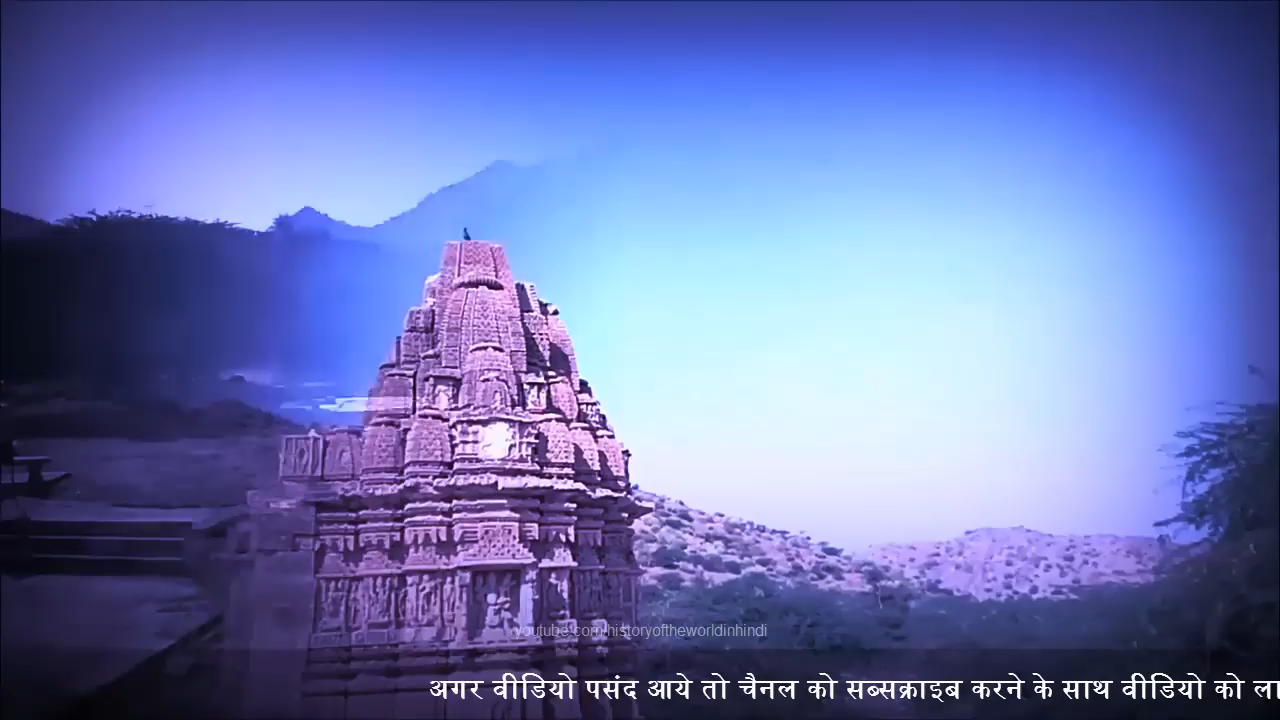 youtube.com/historyoftheworldinhindi
अगर वीडियो पसंद आये तो चैनल को सब्सक्राइब करने के साथ वीडियो को ला